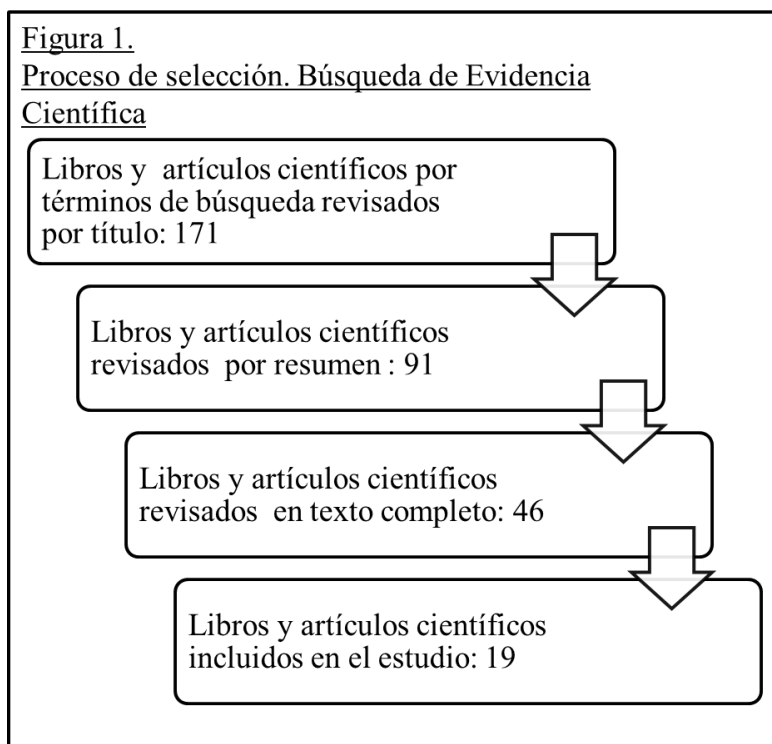 Figura 1.
Proceso de selección. Búsqueda de Evidencia
Científica
Libros y artículos científicos por
términos de búsqueda revisados
por título: 171
Libros y artículos científicos
revisados por resumen : 91
Libros y artículos científicos
revisados en texto completo: 46
Libros y artículos científicos
incluidos en el estudio: 19